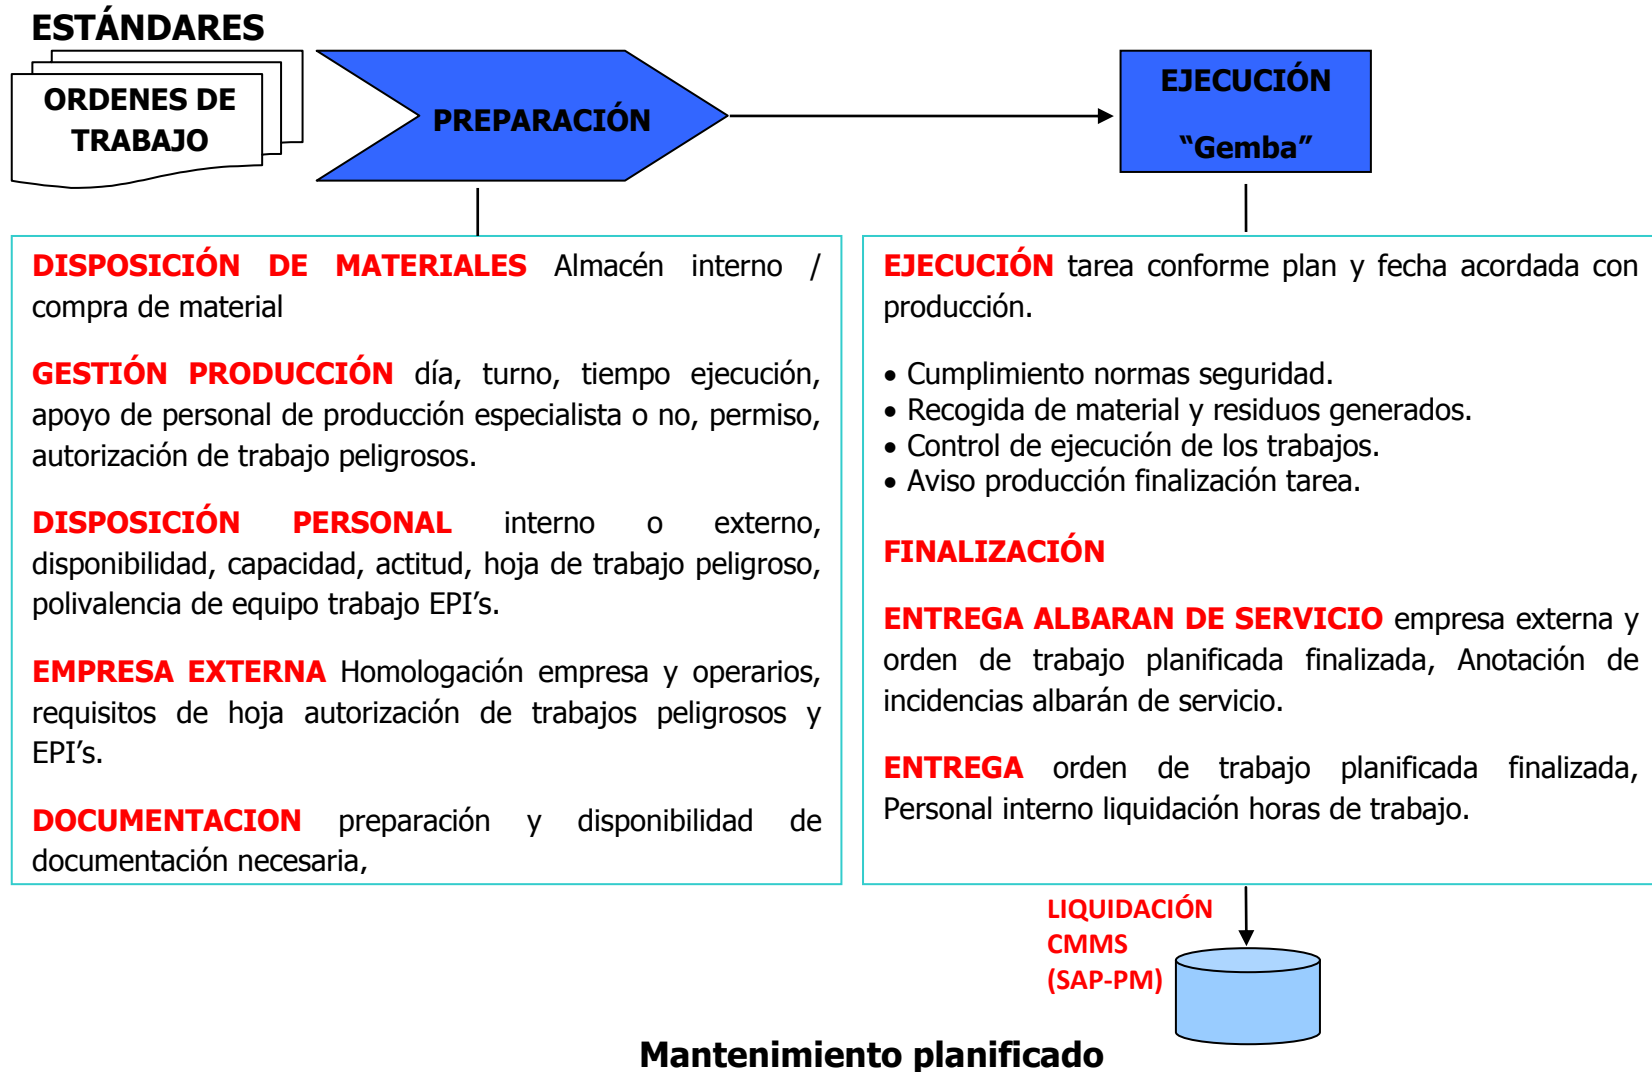 ESTÁNDARES
ORDENES DE
TRABAJO
PREPARACIÓN
EJECUCIÓN
“Gemba”
DISPOSICIÓN DE MATERIALES Almacén interno /
compra de material
GESTIÓN PRODUCCIÓN día, turno, tiempo ejecución,
apoyo de personal de producción especialista o no, permiso,
autorización de trabajo peligrosos.
DISPOSICIÓN PERSONAL interno o externo,
disponibilidad, capacidad, actitud, hoja de trabajo peligroso,
polivalencia de equipo trabajo EPI’s.
EMPRESA EXTERNA Homologación empresa y operarios,
requisitos de hoja autorización de trabajos peligrosos y
EPI’s.
DOCUMENTACION preparación y disponibilidad de
documentación necesaria,
EJECUCIÓN tarea conforme plan y fecha acordada con
producción.
• Cumplimiento normas seguridad.
• Recogida de material y residuos generados.
• Control de ejecución de los trabajos.
• Aviso producción finalización tarea.
FINALIZACIÓN
ENTREGA ALBARAN DE SERVICIO empresa externa y
orden de trabajo planificada finalizada, Anotación de
incidencias albarán de servicio.
ENTREGA orden de trabajo planificada finalizada,
Personal interno liquidación horas de trabajo.
LIQUIDACIÓN
CMMS
(SAP-PM)
Mantenimiento planificado